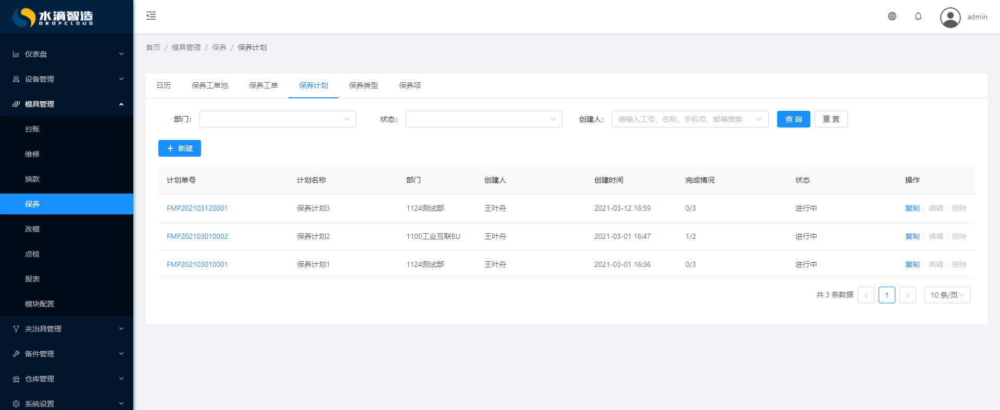 水滴智造
DROPCLOUD
admin
仪表盘
设备管理
模具管理
台账
维修
换款
保养
改模
点检
报表
模块配置
夹治具管理
备件管理
仓库管理
系统设置
首页 / 模具管理 / 保养 / 保养计划
日历 保养工单池 保养工单 保养计划 保养类型 保养项
部门： 状态： 创建人： 请输入工号、名称、手机号、邮箱搜索 查 询 重 置
+ 新建
计划单号 计划名称 部门 创建人 创建时间 完成情况 状态 操作
FMP202103120001 保养计划3 1124测试部 王叶舟 2021-03-12 16:59 0/3 进行中 复制 编辑 删除
FMP202103010002 保养计划2 1100工业互联BU 王叶舟 2021-03-01 16:47 1/2 进行中 复制 编辑 删除
FMP202103010001 保养计划1 1124测试部 王叶舟 2021-03-01 16:36 0/3 进行中 复制 编辑 删除
共 3 条数据 < 1 > 10 条/页